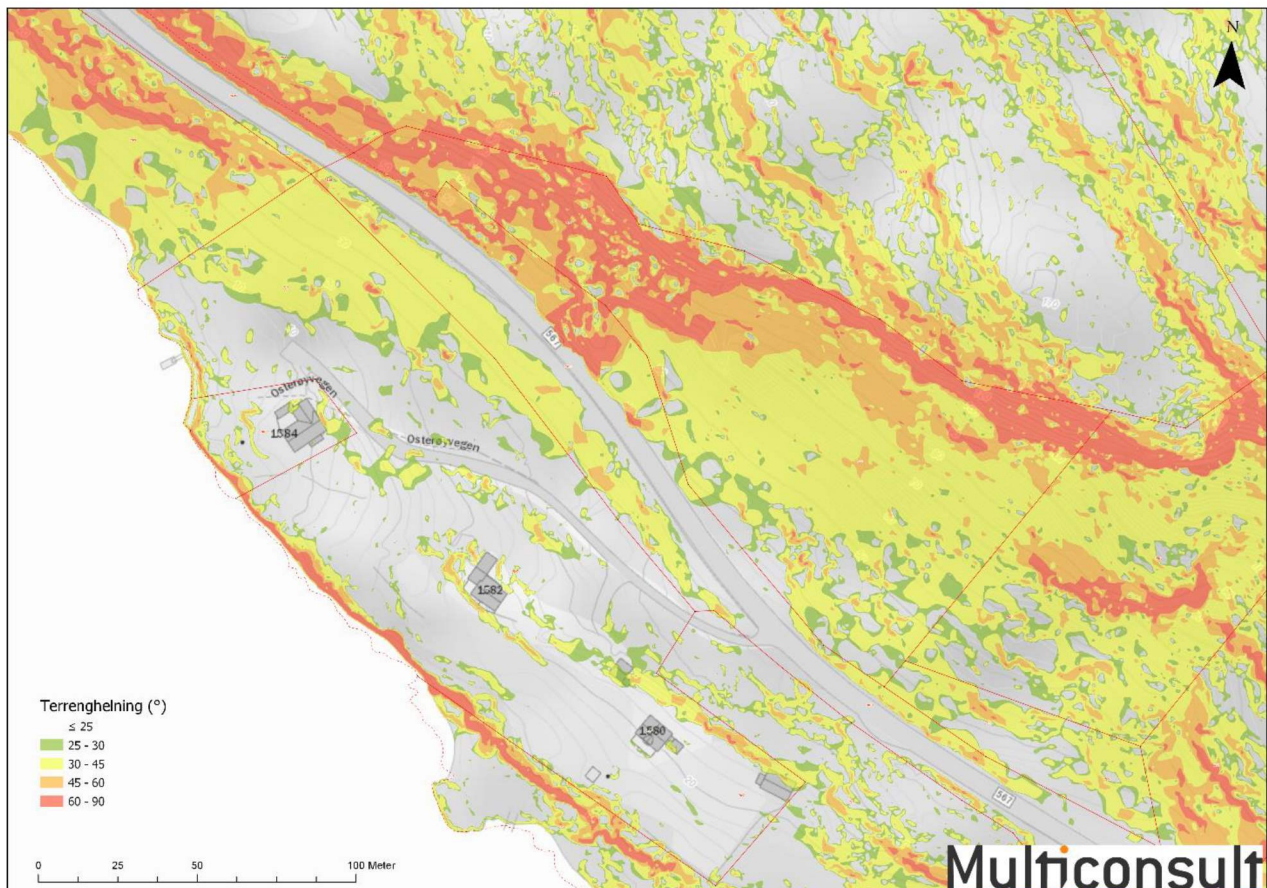 N
567
Osterøyvegen
1584
Osterøyvegen
1582
1580
567
Terrenghelning (°)
≤ 25
25 - 30
30 - 45
45 - 60
60 - 90
0 25 50 100 Meter
Multiconsult